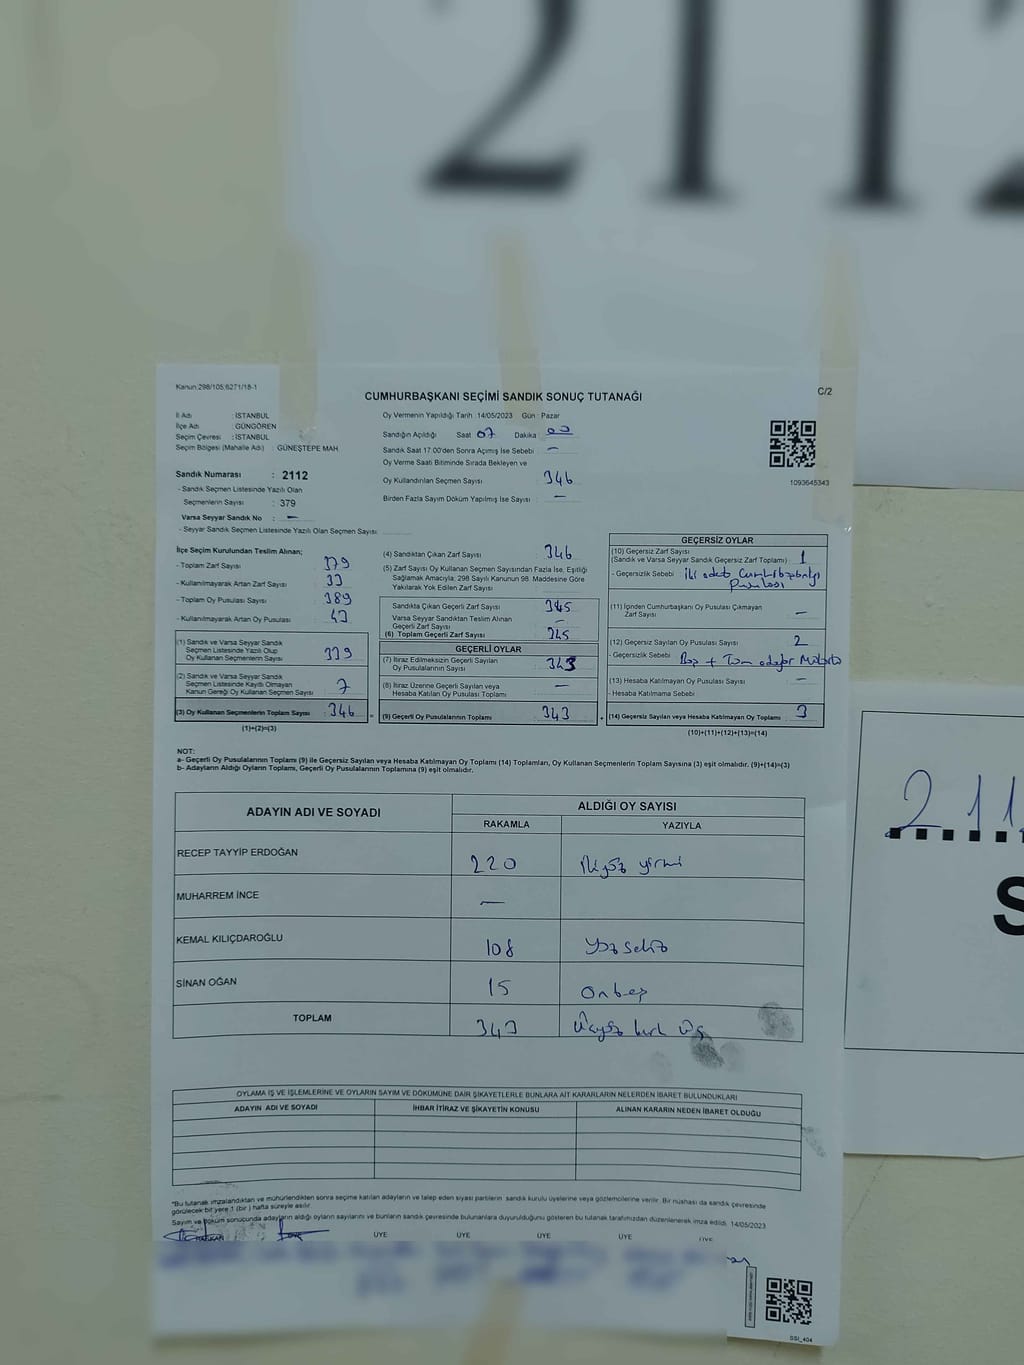 2112
Kanun:298/105;6271/18-1
CUMHURBAŞKANI SEÇİMİ SANDIK SONUÇ TUTANAĞI
C/2
İl Adı : İSTANBUL
İlçe Adı : GÜNGÖREN
Seçim Çevresi : İSTANBUL
Seçim Bölgesi (Mahalle Adı) : GÜNEŞTEPE MAH
Sandık Numarası : 2112
- Sandık Seçmen Listesinde Yazılı Olan
Seçmenlerin Sayısı : 379
Varsa Seyyar Sandık No : —
- Seyyar Sandık Seçmen Listesinde Yazılı Olan Seçmen Sayısı
Oy Vermenin Yapıldığı Tarih :14/05/2023 Gün : Pazar
Sandığın Açıldığı Saat 07 Dakika 00
Sandık Saat 17:00'den Sonra Açımış İse Sebebi —
Oy Verme Saati Bitiminde Sırada Bekleyen ve
Oy Kullandırılan Seçmen Sayısı 346
Birden Fazla Sayım Döküm Yapılmış İse Sayısı —
1093645343
İlçe Seçim Kurulundan Teslim Alınan;
- Toplam Zarf Sayısı : 379
- Kullanılmayarak Artan Zarf Sayısı : 33
- Toplam Oy Pusulası Sayısı : 389
- Kullanılmayarak Artan Oy Pusulası : 43
(1) Sandık ve Varsa Seyyar Sandık
Seçmen Listesinde Yazılı Olup
Oy Kullanan Seçmenlerin Sayısı 339
(2) Sandık ve Varsa Seyyar Sandık
Seçmen Listesinde Kayıtlı Olmayan
Kanun Gereği Oy Kullanan Seçmen Sayısı 7
(3) Oy Kullanan Seçmenlerin Toplam Sayısı : 346
(1)+(2)=(3)
(4) Sandıktan Çıkan Zarf Sayısı 346
(5) Zarf Sayısı Oy Kullanan Seçmen Sayısından Fazla İse, Eşitliği
Sağlamak Amacıyla; 298 Sayılı Kanunun 98. Maddesine Göre
Yakılarak Yok Edilen Zarf Sayısı
Sandıkta Çıkan Geçerli Zarf Sayısı 345
Varsa Seyyar Sandıktan Teslim Alınan
Geçerli Zarf Sayısı —
(6) Toplam Geçerli Zarf Sayısı 345
GEÇERLİ OYLAR
(7) İtiraz Edilmeksizin Geçerli Sayılan
Oy Pusulalarının Sayısı 343
(8) İtiraz Üzerine Geçerli Sayılan veya
Hesaba Katılan Oy Pusulası Toplamı —
= (9) Geçerli Oy Pusulalarının Toplamı 343
GEÇERSİZ OYLAR
(10) Geçersiz Zarf Sayısı
(Sandık ve Varsa Seyyar Sandık Geçersiz Zarf Toplamı) 1
- Geçersizlik Sebebi iki adet Cumhurbaşkanlığı
Pusulası
(11) İçinden Cumhurbaşkanı Oy Pusulası Çıkmayan
Zarf Sayısı —
(12) Geçersiz Sayılan Oy Pusulası Sayısı 2
- Geçersizlik Sebebi Boş + Tüm adaylar
(13) Hesaba Katılmayan Oy Pusulası Sayısı —
- Hesaba Katılmama Sebebi
+ (14) Geçersiz Sayılan veya Hesaba Katılmayan Oy Toplamı 3
(10)+(11)+(12)+(13)=(14)
NOT:
a- Geçerli Oy Pusulalarının Toplamı (9) ile Geçersiz Sayılan veya Hesaba Katılmayan Oy Toplamı (14) Toplamları, Oy Kullanan Seçmenlerin Toplam Sayısına (3) eşit olmalıdır. (9)+(14)=(3)
b- Adayların Aldığı Oyların Toplamı, Geçerli Oy Pusulalarının Toplamına (9) eşit olmalıdır.
ADAYIN ADI VE SOYADI ALDIĞI OY SAYISI
RAKAMLA YAZIYLA
RECEP TAYYİP ERDOĞAN 220 ikiyüz yirmi
MUHARREM İNCE —
KEMAL KILIÇDAROĞLU 108 yüz sekiz
SİNAN OĞAN 15 onbeş
TOPLAM 343 üçyüz kırk üç
OYLAMA İŞ VE İŞLEMLERİNE VE OYLARIN SAYIM VE DÖKÜMÜNE DAİR ŞİKAYETLERLE BUNLARA AİT KARARLARIN NELERDEN İBARET BULUNDUKLARI
ADAYIN ADI VE SOYADI İHBAR İTİRAZ VE ŞİKAYETİN KONUSU ALINAN KARARIN NEDEN İBARET OLDUĞU
"Bu tutanak imzalandıktan ve mühürlendikten sonra seçime katılan adayların ve talep eden siyasi partilerin sandık kurulu üyelerine veya gözlemcilerine verilir. Bir nüshası da sandık çevresinde
görülecek bir yere 1 (bir) hafta süreyle asılır
Sayım ve döküm sonucunda adayların aldığı oyların sayılarını ve bunların sandık çevresinde bulunanlara duyurulduğunu gösteren bu tutanak tarafımızdan düzenlenerek imza edildi. 14/05/2023
BAŞKAN ÜYE ÜYE ÜYE ÜYE ÜYE ÜYE
SSİ_404
211
S